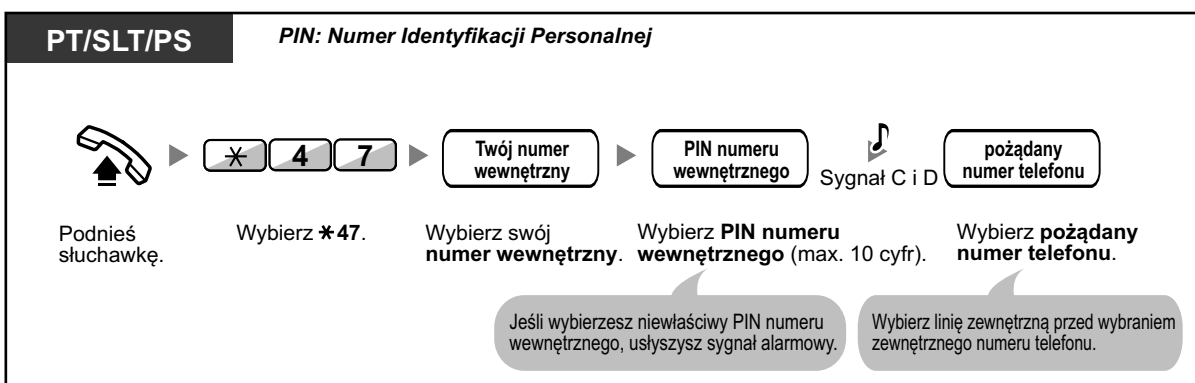 PT/SLT/PS
PIN: Numer Identyfikacji Personalnej
✳ 4 7
Twój numer
wewnętrzny
PIN numeru
wewnętrznego
Sygnał C i D
pożądany
numer telefonu
Podnieś
słuchawkę.
Wybierz ✳47.
Wybierz swój
numer wewnętrzny.
Wybierz PIN numeru
wewnętrznego (max. 10 cyfr).
Wybierz pożądany
numer telefonu.
Jeśli wybierzesz niewłaściwy PIN numeru
wewnętrznego, usłyszysz sygnał alarmowy.
Wybierz linię zewnętrzną przed wybraniem
zewnętrznego numeru telefonu.